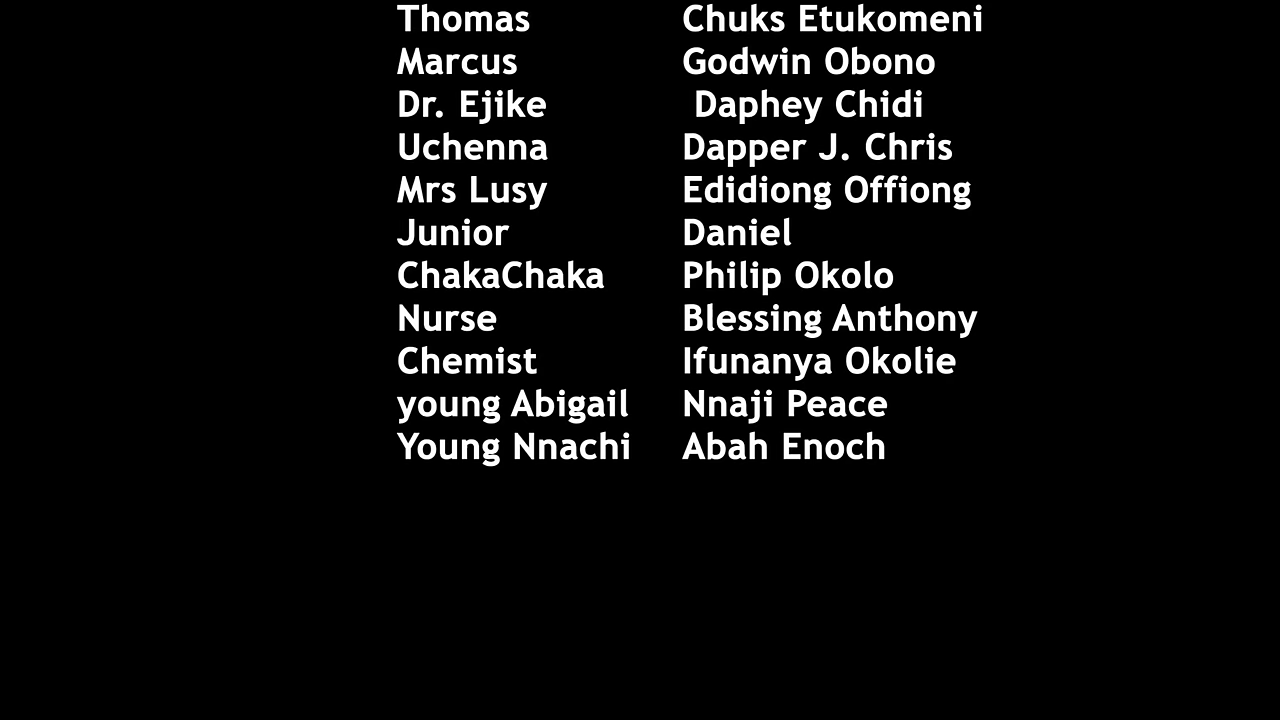 Thomas Chuks Etukomeni
Marcus Godwin Obono
Dr. Ejike Daphey Chidi
Uchenna Dapper J. Chris
Mrs Lusy Edidiong Offiong
Junior Daniel
ChakaChaka Philip Okolo
Nurse Blessing Anthony
Chemist Ifunanya Okolie
young Abigail Nnaji Peace
Young Nnachi Abah Enoch